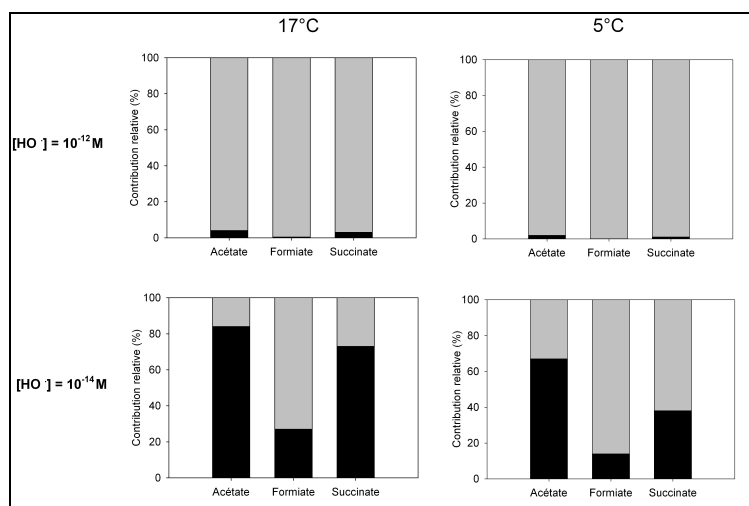 17°C 5°C
[HO ·] = 10⁻¹² M
Contribution relative (%)
100
80
60
40
20
0
Acétate Formiate Succinate
Contribution relative (%)
100
80
60
40
20
0
Acétate Formiate Succinate
[HO ·] = 10⁻¹⁴ M
Contribution relative (%)
100
80
60
40
20
0
Acétate Formiate Succinate
Contribution relative (%)
100
80
60
40
20
0
Acétate Formiate Succinate